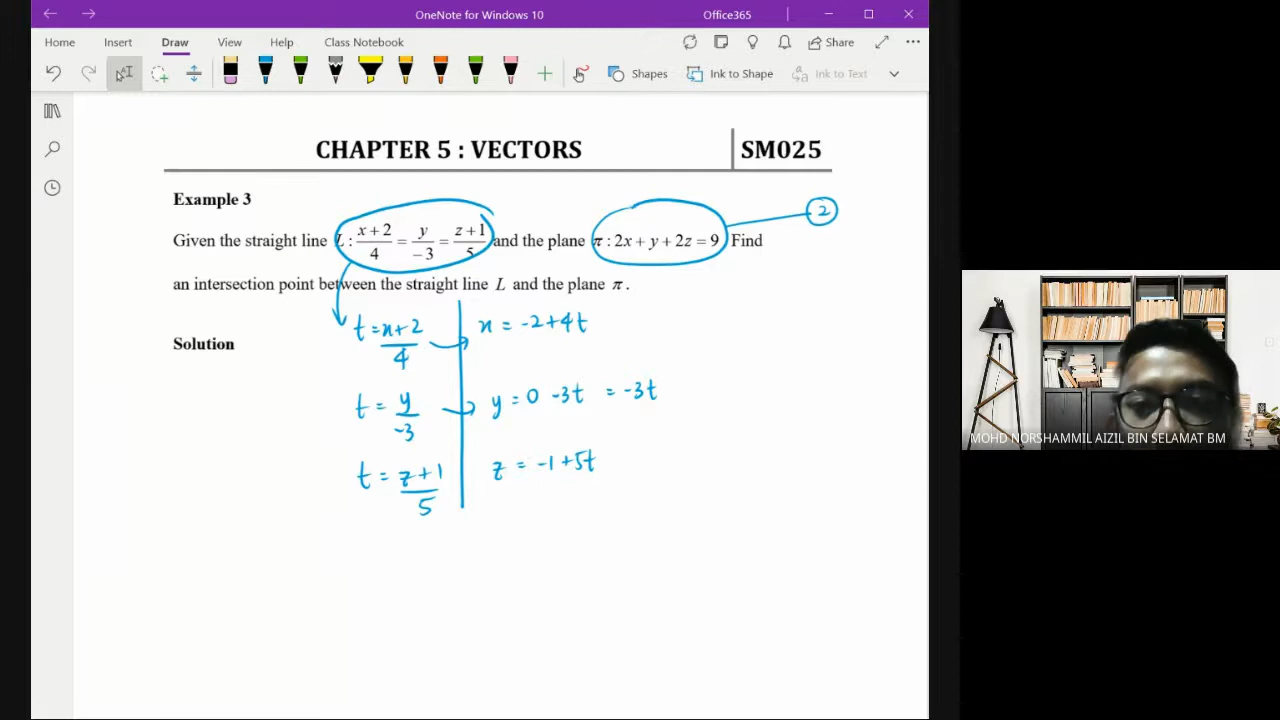 OneNote for Windows 10
Office365
Home Insert Draw View Help Class Notebook Share
Shapes Ink to Shape Ink to Text
CHAPTER 5 : VECTORS SM025
Example 3
Given the straight line L : (x + 2)/4 = y/−3 = (z + 1)/5 and the plane π : 2x + y + 2z = 9. Find
2
an intersection point between the straight line L and the plane π .
Solution
t = (x+2)/4 x = -2+4t
t = y/-3 y = 0 -3t = -3t
t = (z+1)/5 z = -1+5t
MOHD NORSHAMMIL AIZIL BIN SELAMAT BM